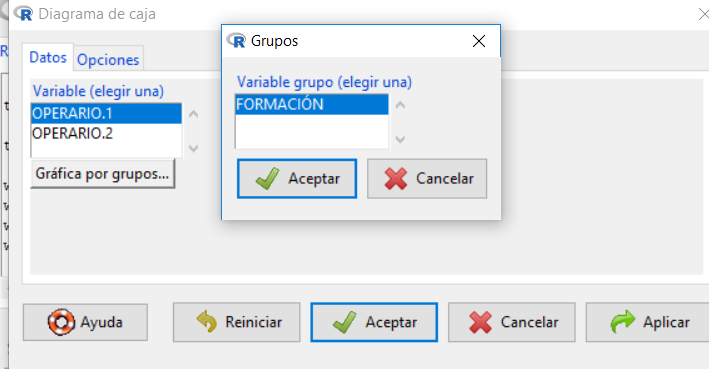 Diagrama de caja
Grupos
Datos
Opciones
Variable (elegir una)
OPERARIO.1
OPERARIO.2
Gráfica por grupos...
Variable grupo (elegir una)
FORMACIÓN
Aceptar
Cancelar
Ayuda
Reiniciar
Aceptar
Cancelar
Aplicar